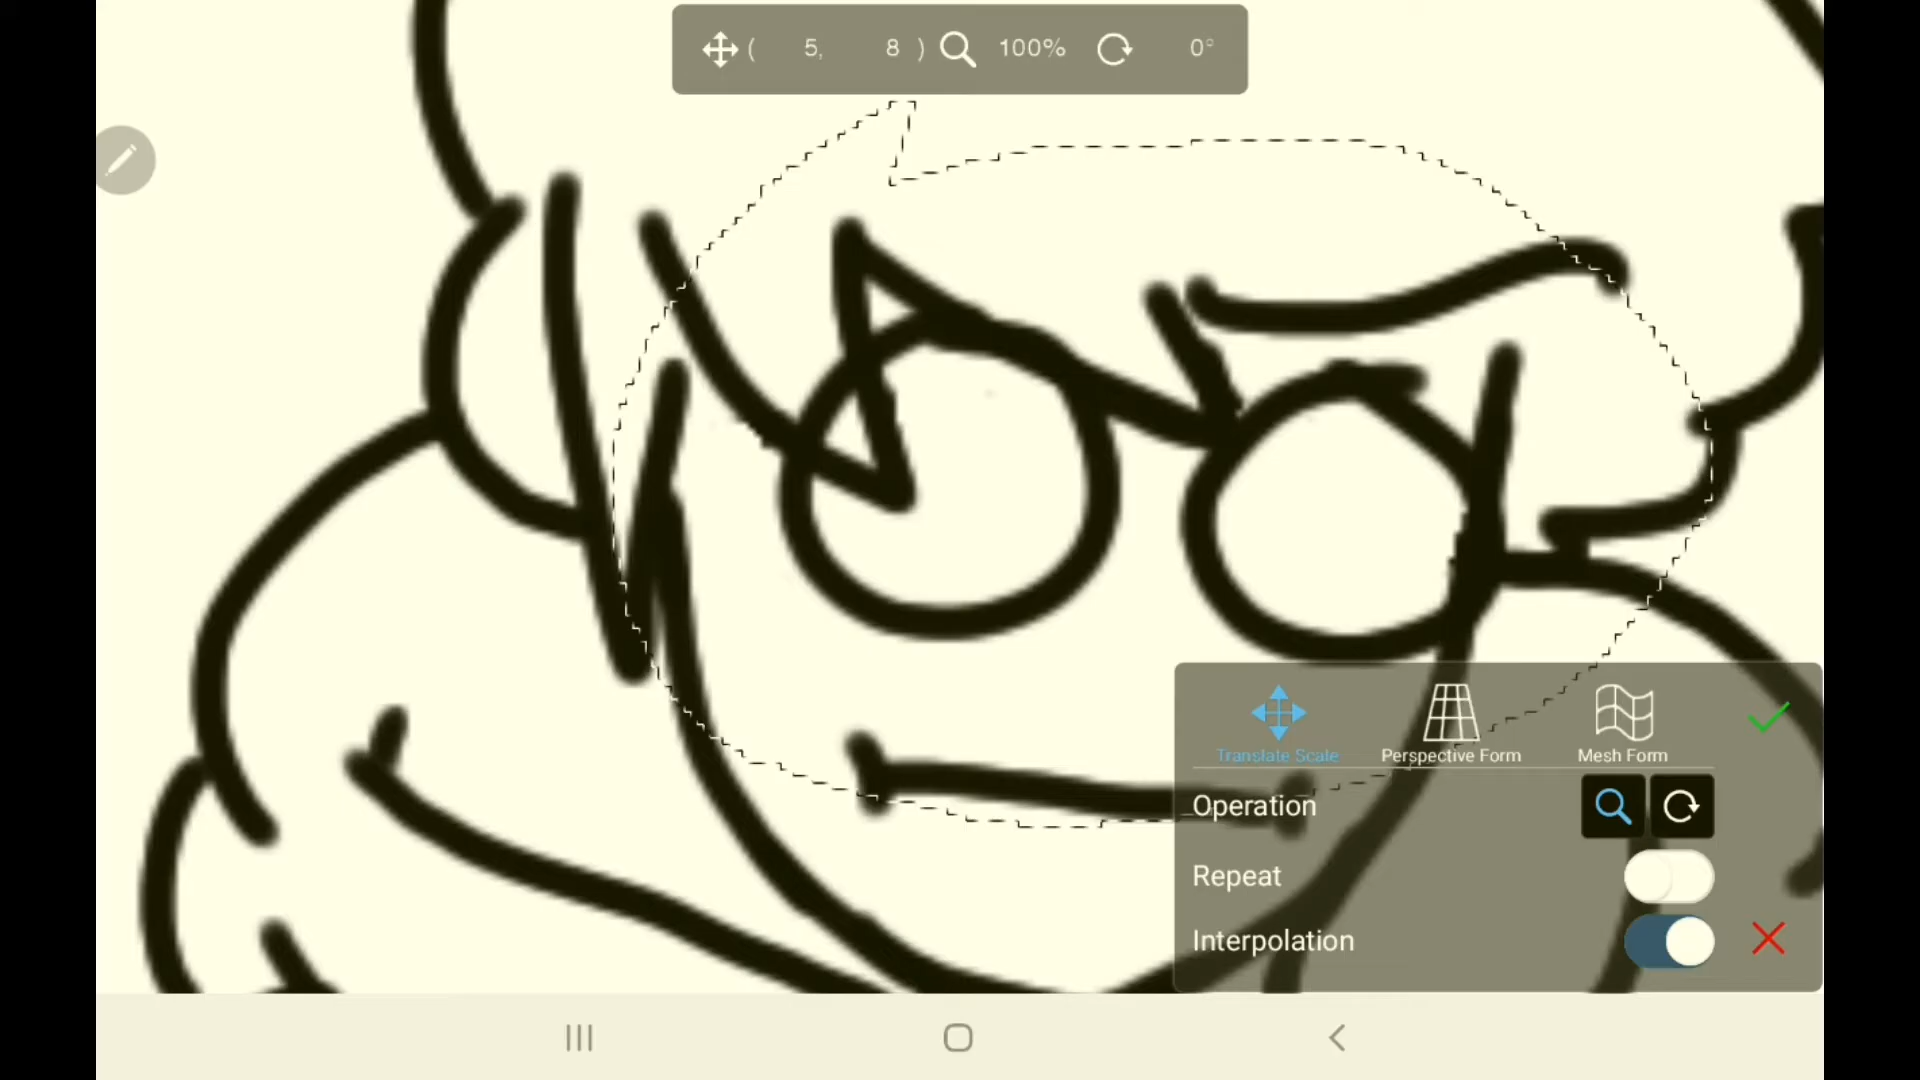 ( 5, 8 ) 100% 0°
Translate Scale Perspective Form Mesh Form
Operation
Repeat
Interpolation